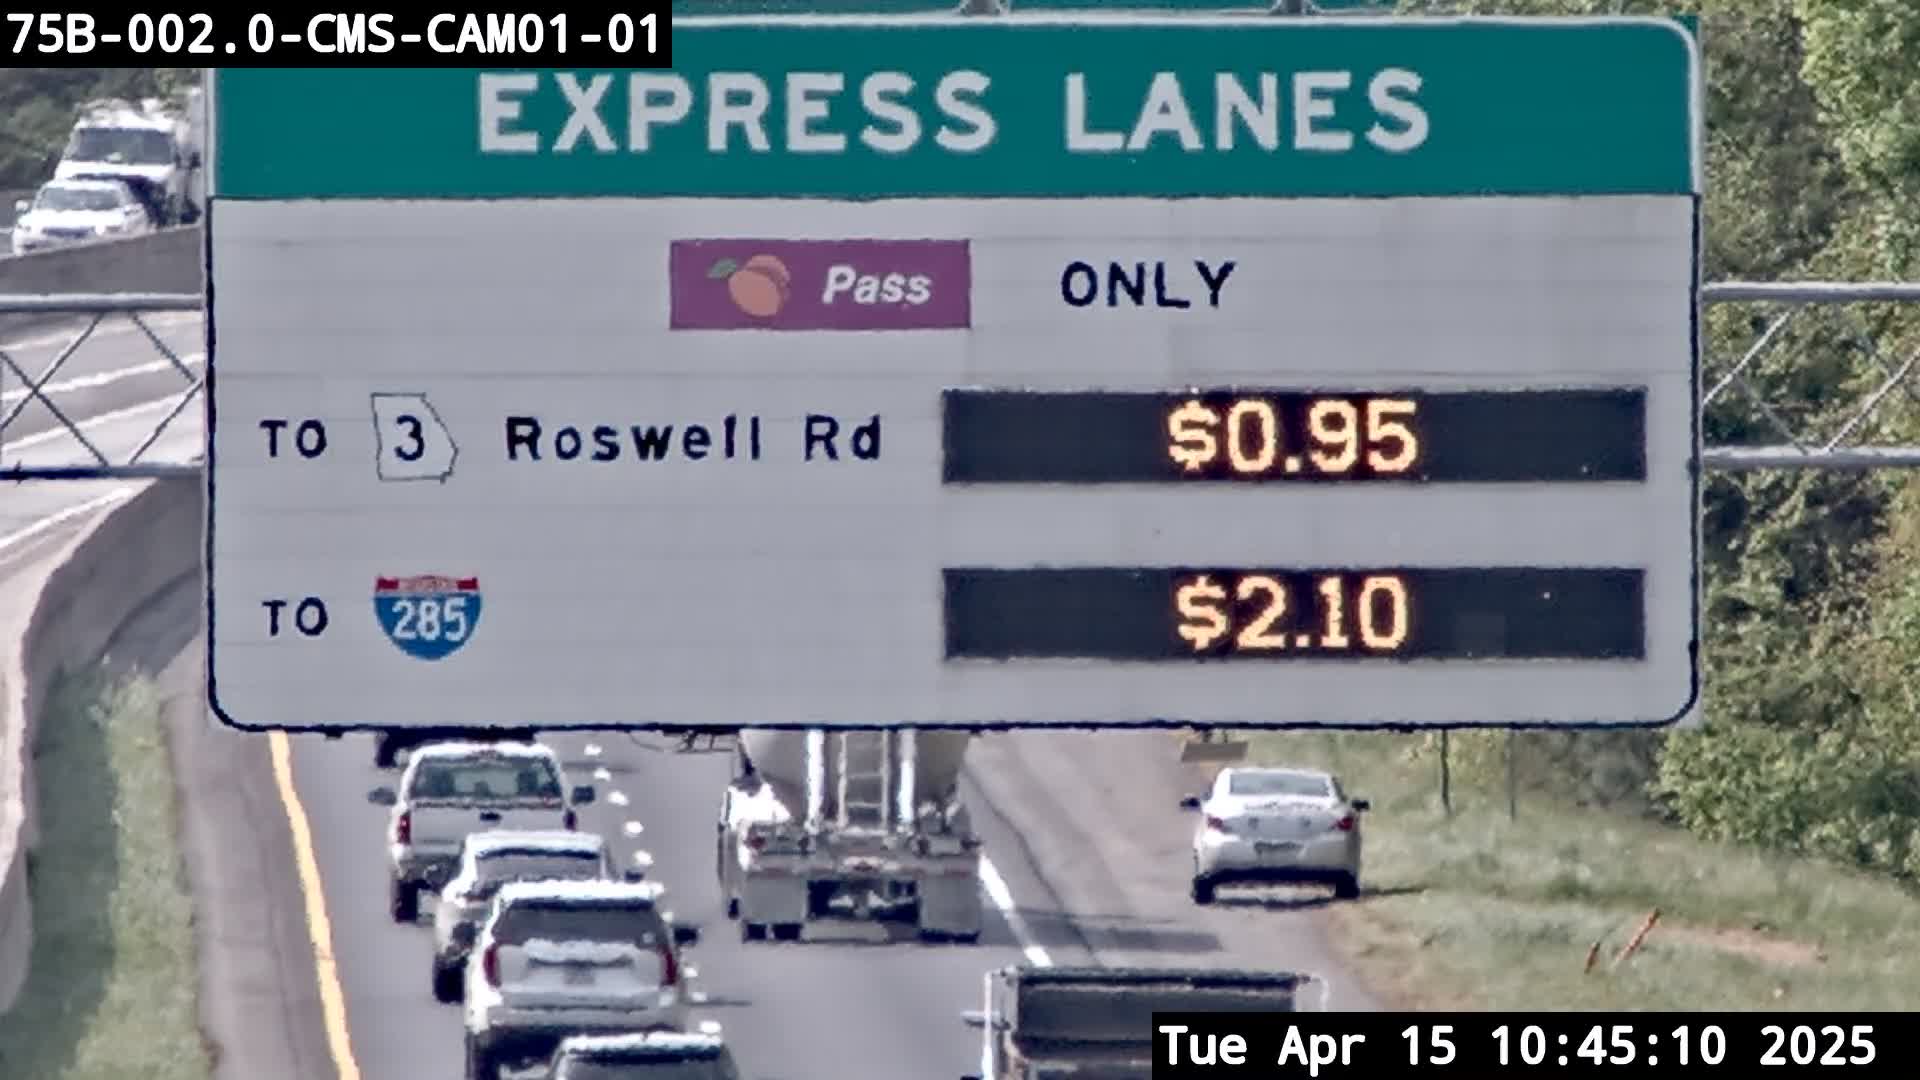 75B-002.0-CMS-CAM01-01
EXPRESS LANES
Pass ONLY
TO 3 Roswell Rd $0.95
TO 285 $2.10
Tue Apr 15 10:45:10 2025